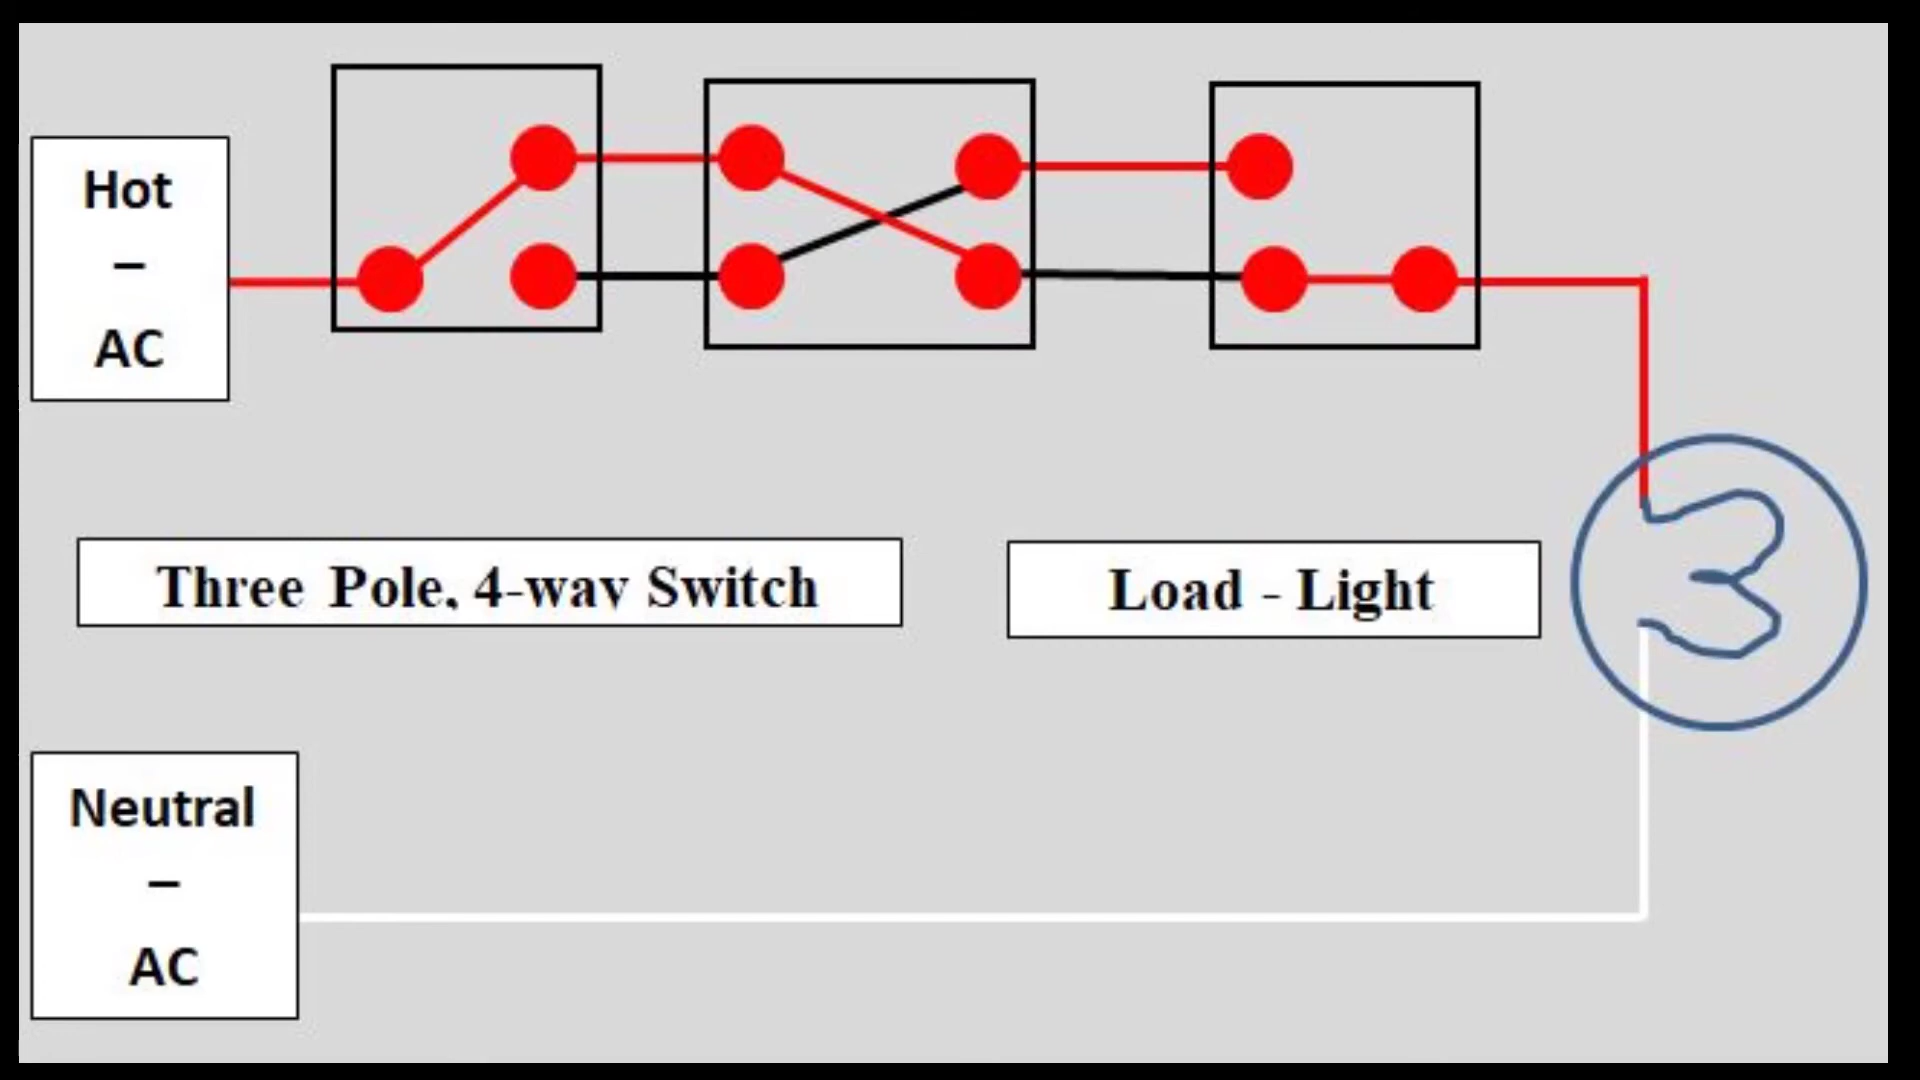 Hot
–
AC
Three Pole, 4-way Switch
Load - Light
Neutral
–
AC